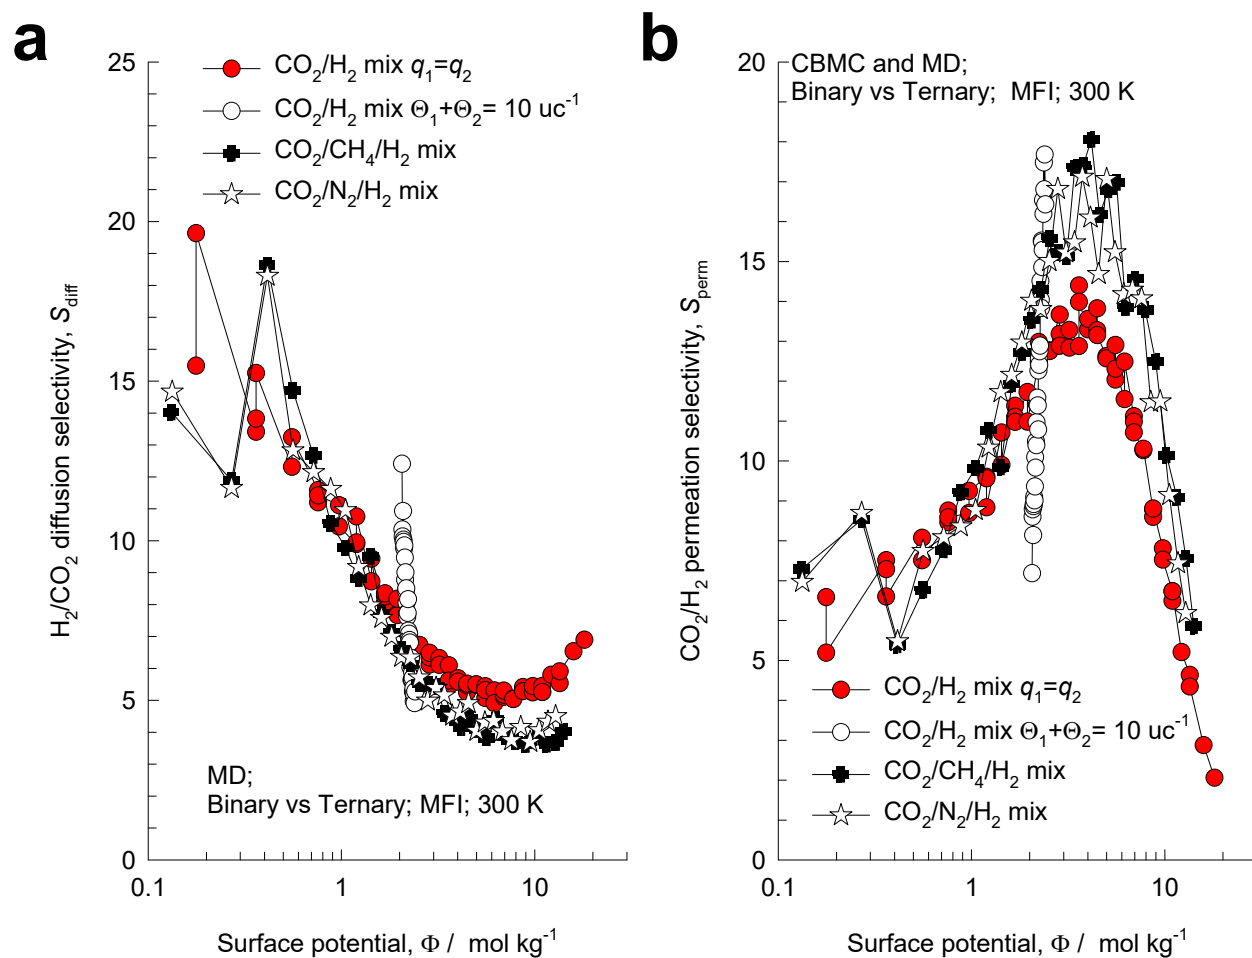 a
25
20
15
10
5
0
0.1
1
10
H₂/CO₂ diffusion selectivity, S_diff
Surface potential, Φ / mol kg⁻¹
CO₂/H₂ mix q₁=q₂
CO₂/H₂ mix Θ₁+Θ₂= 10 uc⁻¹
CO₂/CH₄/H₂ mix
CO₂/N₂/H₂ mix
MD;
Binary vs Ternary; MFI; 300 K
b
20
15
10
5
0
0.1
1
10
CO₂/H₂ permeation selectivity, S_perm
Surface potential, Φ / mol kg⁻¹
CBMC and MD;
Binary vs Ternary; MFI; 300 K
CO₂/H₂ mix q₁=q₂
CO₂/H₂ mix Θ₁+Θ₂= 10 uc⁻¹
CO₂/CH₄/H₂ mix
CO₂/N₂/H₂ mix